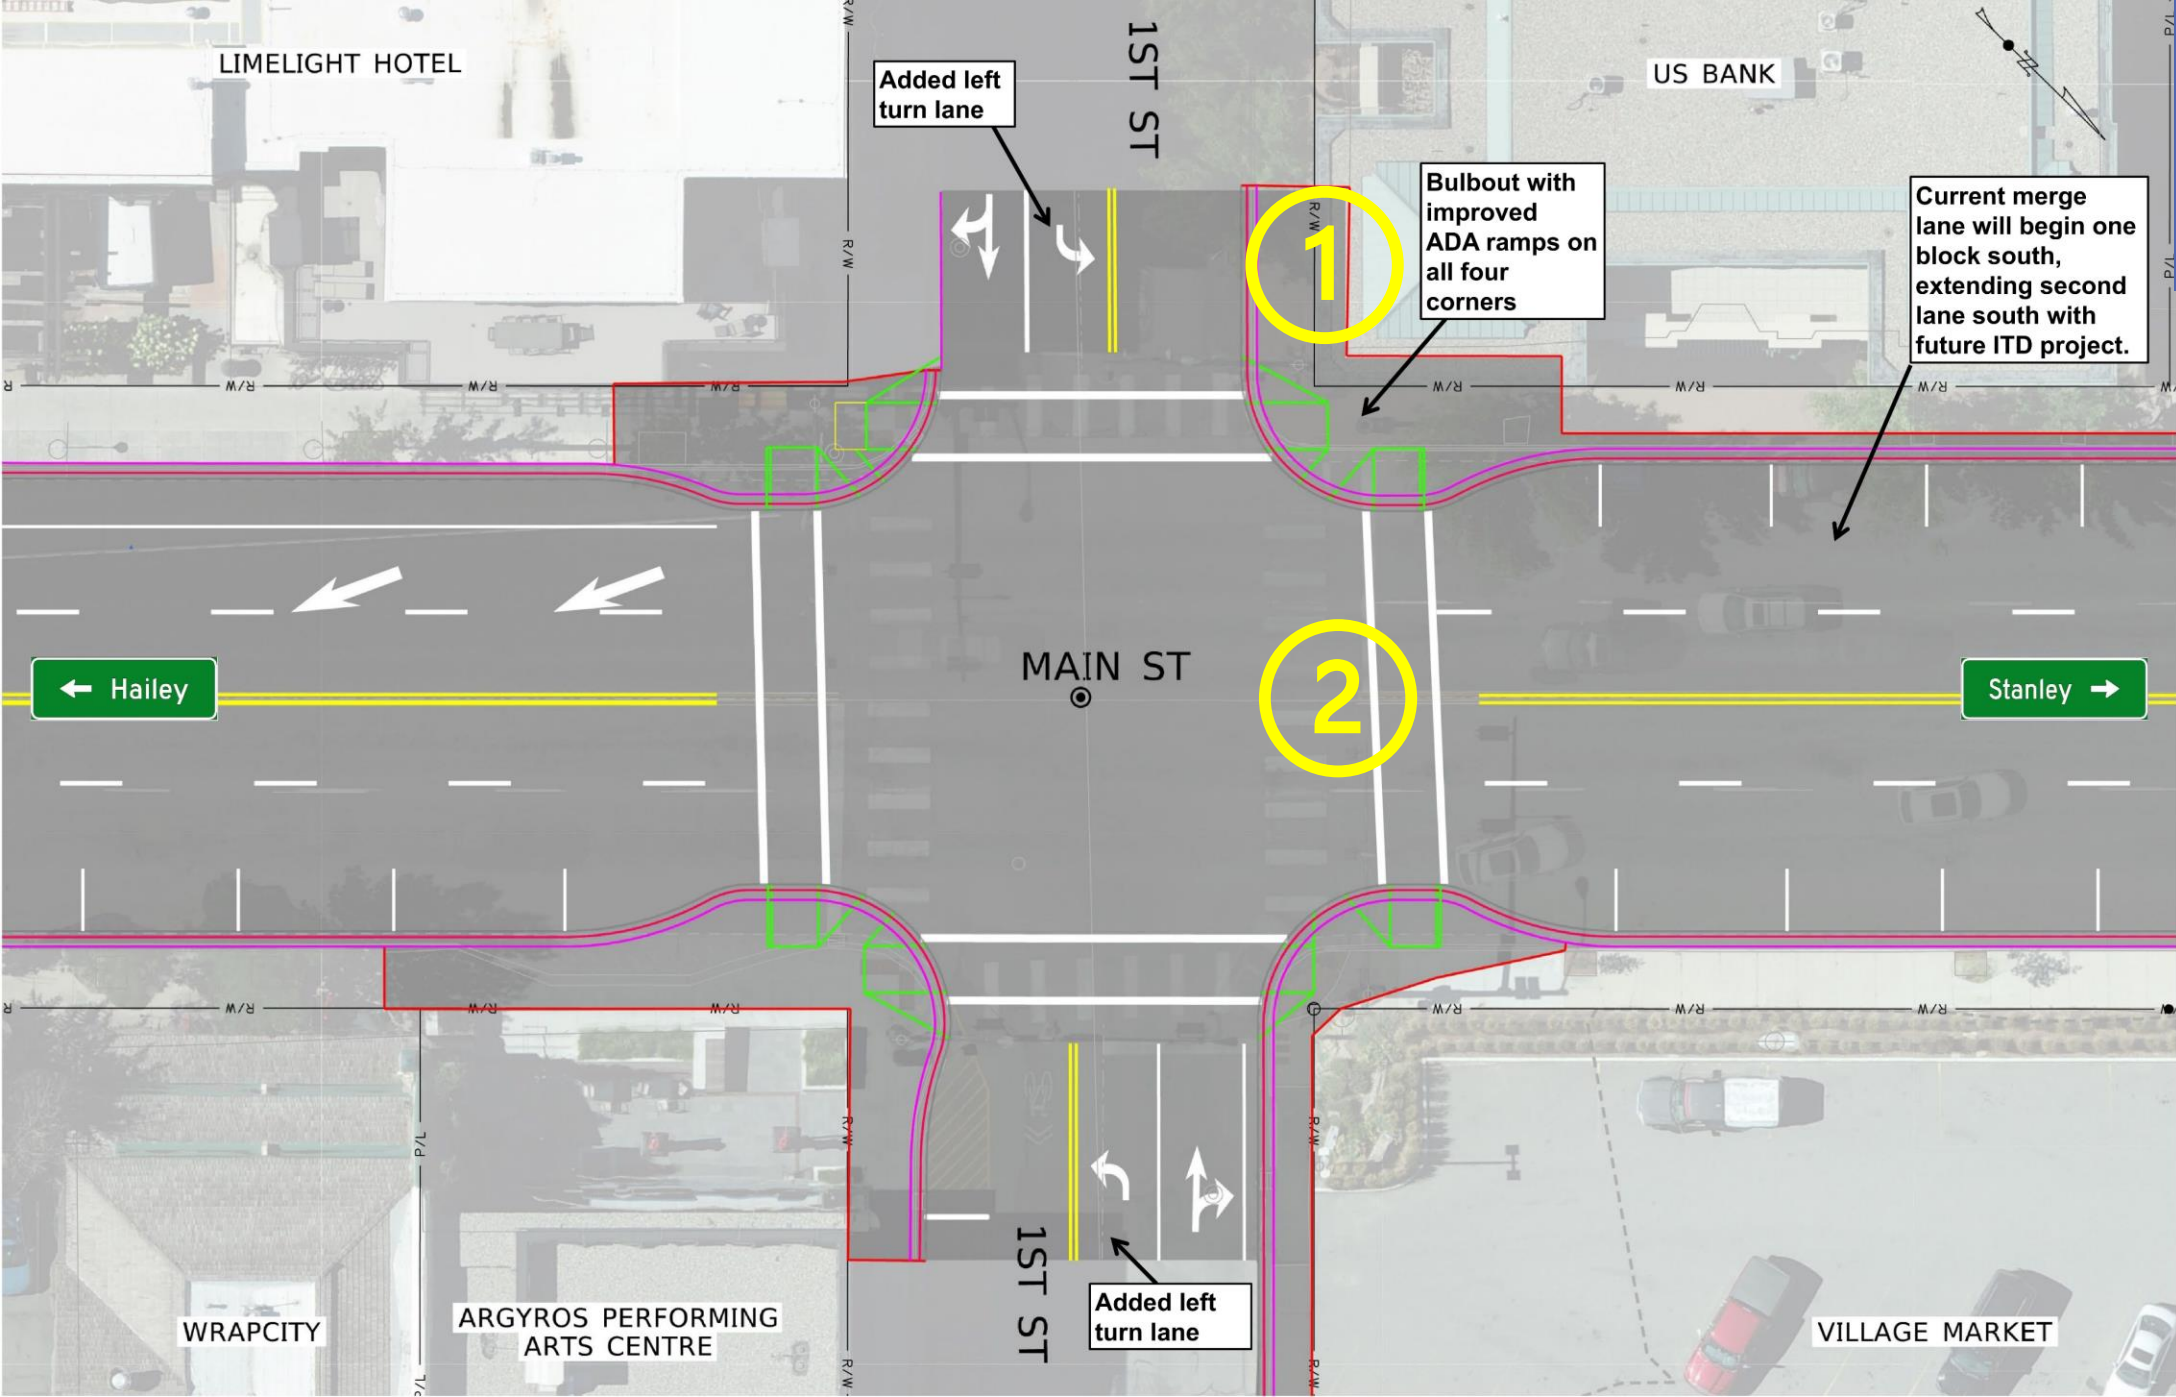 LIMELIGHT HOTEL
Added left
turn lane
1ST ST
US BANK
Bulbout with
improved
ADA ramps on
all four
corners
Current merge
lane will begin one
block south,
extending second
lane south with
future ITD project.
1
R/W
R/W
R/W
P/L
P/L
R/W
R/W
R/W
R/W
R/W
R/W
MAIN ST
Hailey
2
Stanley
R/W
R/W
R/W
R/W
R/W
R/W
R/W
R/W
P/L
1ST ST
Added left
turn lane
WRAPCITY
ARGYROS PERFORMING
ARTS CENTRE
VILLAGE MARKET
P/L
R/W
R/W